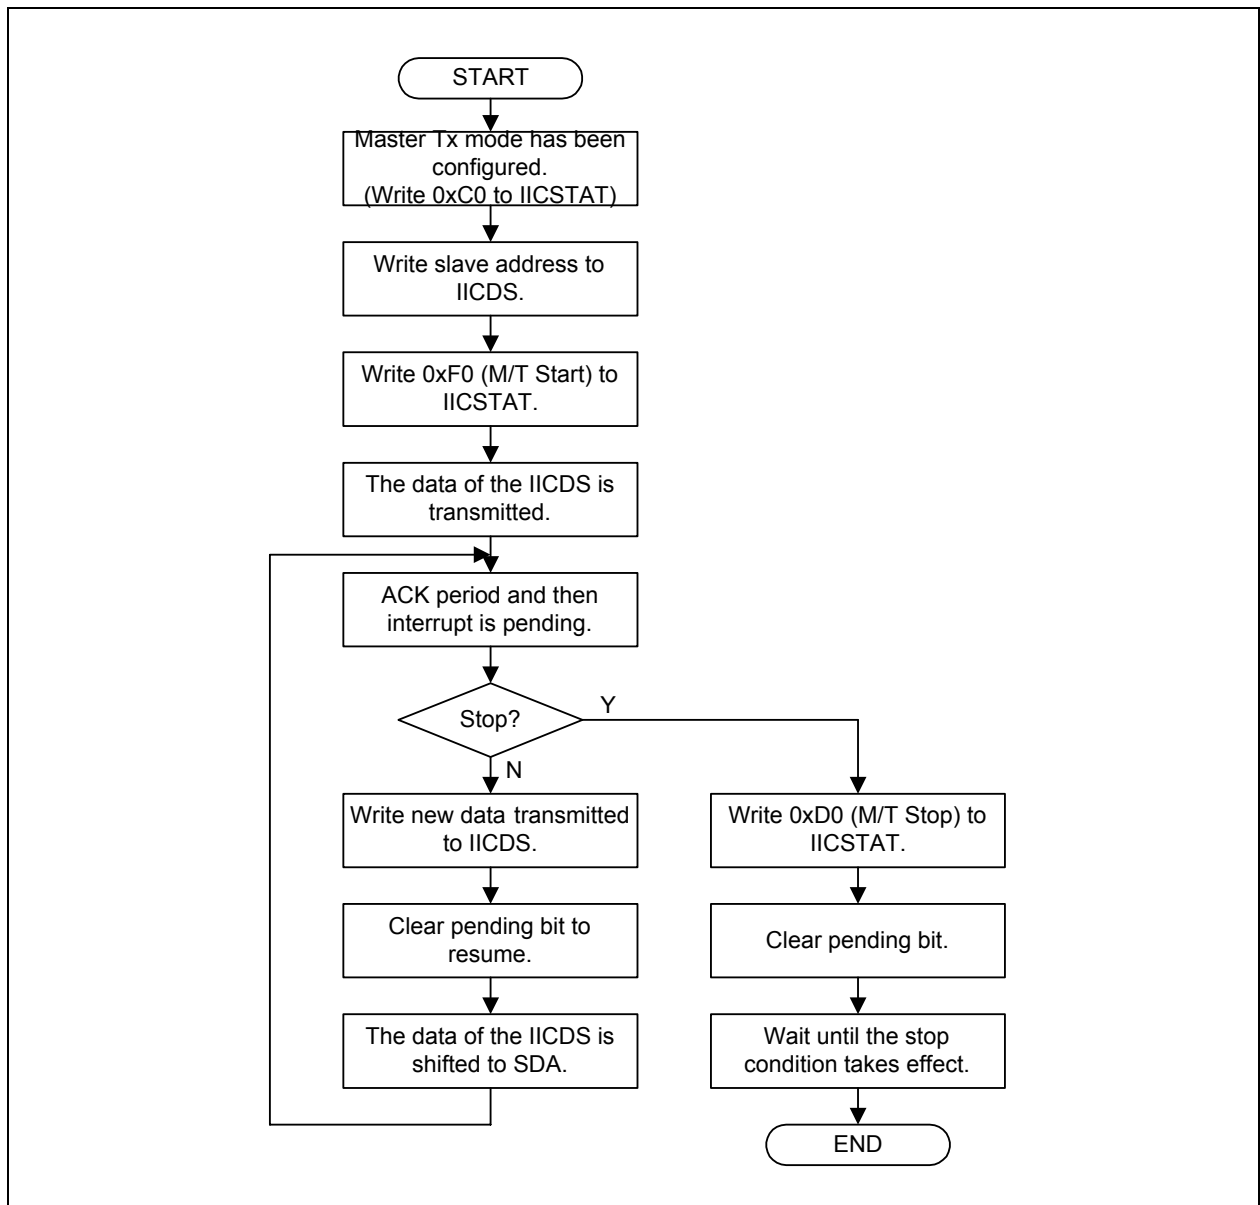 START
Master Tx mode has been
configured.
(Write 0xC0 to IICSTAT)
Write slave address to
IICDS.
Write 0xF0 (M/T Start) to
IICSTAT.
The data of the IICDS is
transmitted.
ACK period and then
interrupt is pending.
Stop?
Y
N
Write new data transmitted
to IICDS.
Clear pending bit to
resume.
The data of the IICDS is
shifted to SDA.
Write 0xD0 (M/T Stop) to
IICSTAT.
Clear pending bit.
Wait until the stop
condition takes effect.
END